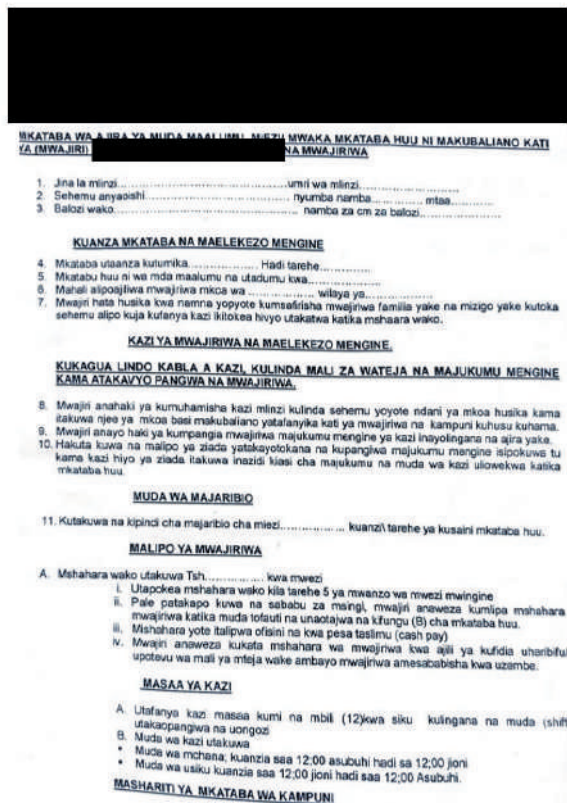 MKATABA WA AJIRA YA MUDA MAALUMU, MIEZI/ MWAKA MKATABA HUU NI MAKUBALIANO KATI
YA (MWAJIRI) NA MWAJIRIWA
1. Jina la mlinzi..............................................umri wa mlinzi..........................
2. Sehemu anyaoishi.............................................. nyumba namba.............. mtaa............
3. Balozi wako.............................................. namba za cm za balozi....................
KUANZA MKATABA NA MAELEKEZO MENGINE
4. Mkataba utaanza kutumika................... Hadi tarehe...............
5. Mkatabu huu ni wa mda maalumu na utadumu kwa....................
6. Mahali alipoajliwa mwajiriwa mkoa wa .................. wilaya ya...................
7. Mwajiri hata husika kwa namna yopyote kumsafirisha mwajiriwa familia yake na mizigo yake kutoka
sehemu alipo kuja kufanya kazi ikitokea hivyo utakatwa katika mshaara wako.
KAZI YA MWAJIRIWA NA MAELEKEZO MENGINE.
KUKAGUA LINDO KABLA A KAZI, KULINDA MALI ZA WATEJA NA MAJUKUMU MENGINE
KAMA ATAKAVYO PANGWA NA MWAJIRIWA.
8. Mwajiri anahaki ya kumuhamisha kazi mlinzi kulinda sehemu yoyote ndani ya mkoa husika kama
itakuwa njee ya mkoa basi makubaliano yatafanyika kati ya mwajiriwa na kampuni kuhusu kuhama.
9. Mwajiri anayo haki ya kumpangia mwajiriwa majukumu mengine ya kazi inayolingana na ajira yake.
10. Hakuta kuwa na malipo ya ziada yatakayotokana na kupangiwa majukumu mengine isipokuwa tu
kama kazi hiyo ya ziada itakuwa inazidi kiasi cha majukumu na muda wa kazi uliowekwa katika
mkataba huu.
MUDA WA MAJARIBIO
11. Kutakuwa na kipindi cha majaribio cha miezi.................. kuanzi\ tarehe ya kusaini mkataba huu.
MALIPO YA MWAJIRIWA
A. Mshahara wako utakuwa Tsh................ kwa mwezi
i. Utapokea mshahara wako kila tarehe 5 ya mwanzo wa mwezi mwingine
ii. Pale patakapo kuwa na sababu za msingi, mwajiri anaweza kumlipa mshahara
mwajiriwa katika muda tofauti na unaotajwa na kifungu (B) cha mkataba huu.
iii. Mishahara yote italipwa ofisini na kwa pesa taslimu (cash pay)
iv. Mwajiri anaweza kukata mshahara wa mwajiriwa kwa ajili ya kufidia uharibiful
upotevu wa mali ya mteja wake ambayo mwajiriwa amesababisha kwa uzembe.
MASAA YA KAZI
A. Utafanya kazi masaa kumi na mbili (12)kwa siku kulingana na muda (shift
utakaopangiwa na uongozi
B. Muda wa kazi utakuwa
• Muda wa mchana; kuanzia saa 12;00 asubuhi hadi sa 12;00 jioni
• Muda wa usiku kuanzia saa 12;00 jioni hadi saa 12;00 Asubuhi.
MASHARITI YA MKATABA WA KAMPUNI